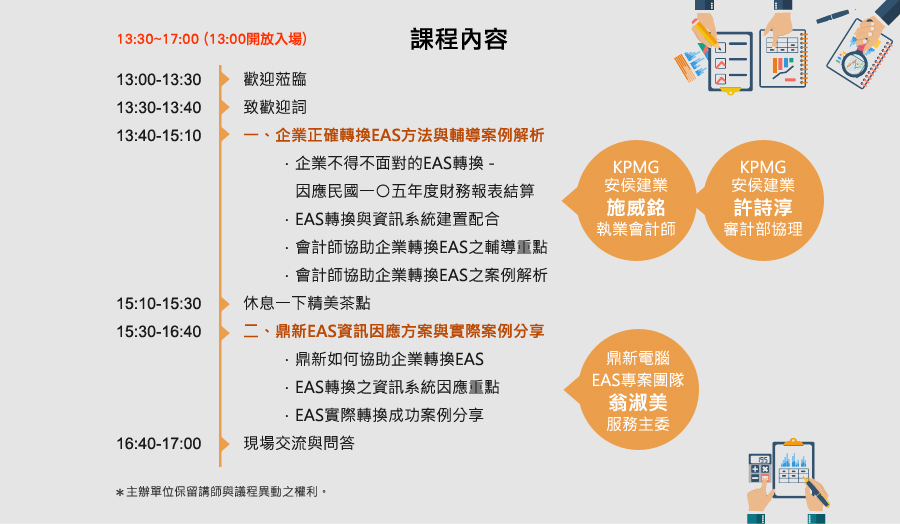 課程內容
13:30~17:00 (13:00開放入場)
13:00-13:30 歡迎蒞臨
13:30-13:40 致歡迎詞
13:40-15:10 一、企業正確轉換EAS方法與輔導案例解析
．企業不得不面對的EAS轉換－
因應民國一〇五年度財務報表結算
．EAS轉換與資訊系統建置配合
．會計師協助企業轉換EAS之輔導重點
．會計師協助企業轉換EAS之案例解析
KPMG
安侯建業
施威銘
執業會計師
KPMG
安侯建業
許詩淳
審計部協理
15:10-15:30 休息一下精美茶點
15:30-16:40 二、鼎新EAS資訊因應方案與實際案例分享
．鼎新如何協助企業轉換EAS
．EAS轉換之資訊系統因應重點
．EAS實際轉換成功案例分享
鼎新電腦
EAS專案團隊
翁淑美
服務主委
16:40-17:00 現場交流與問答
＊主辦單位保留講師與議程異動之權利。